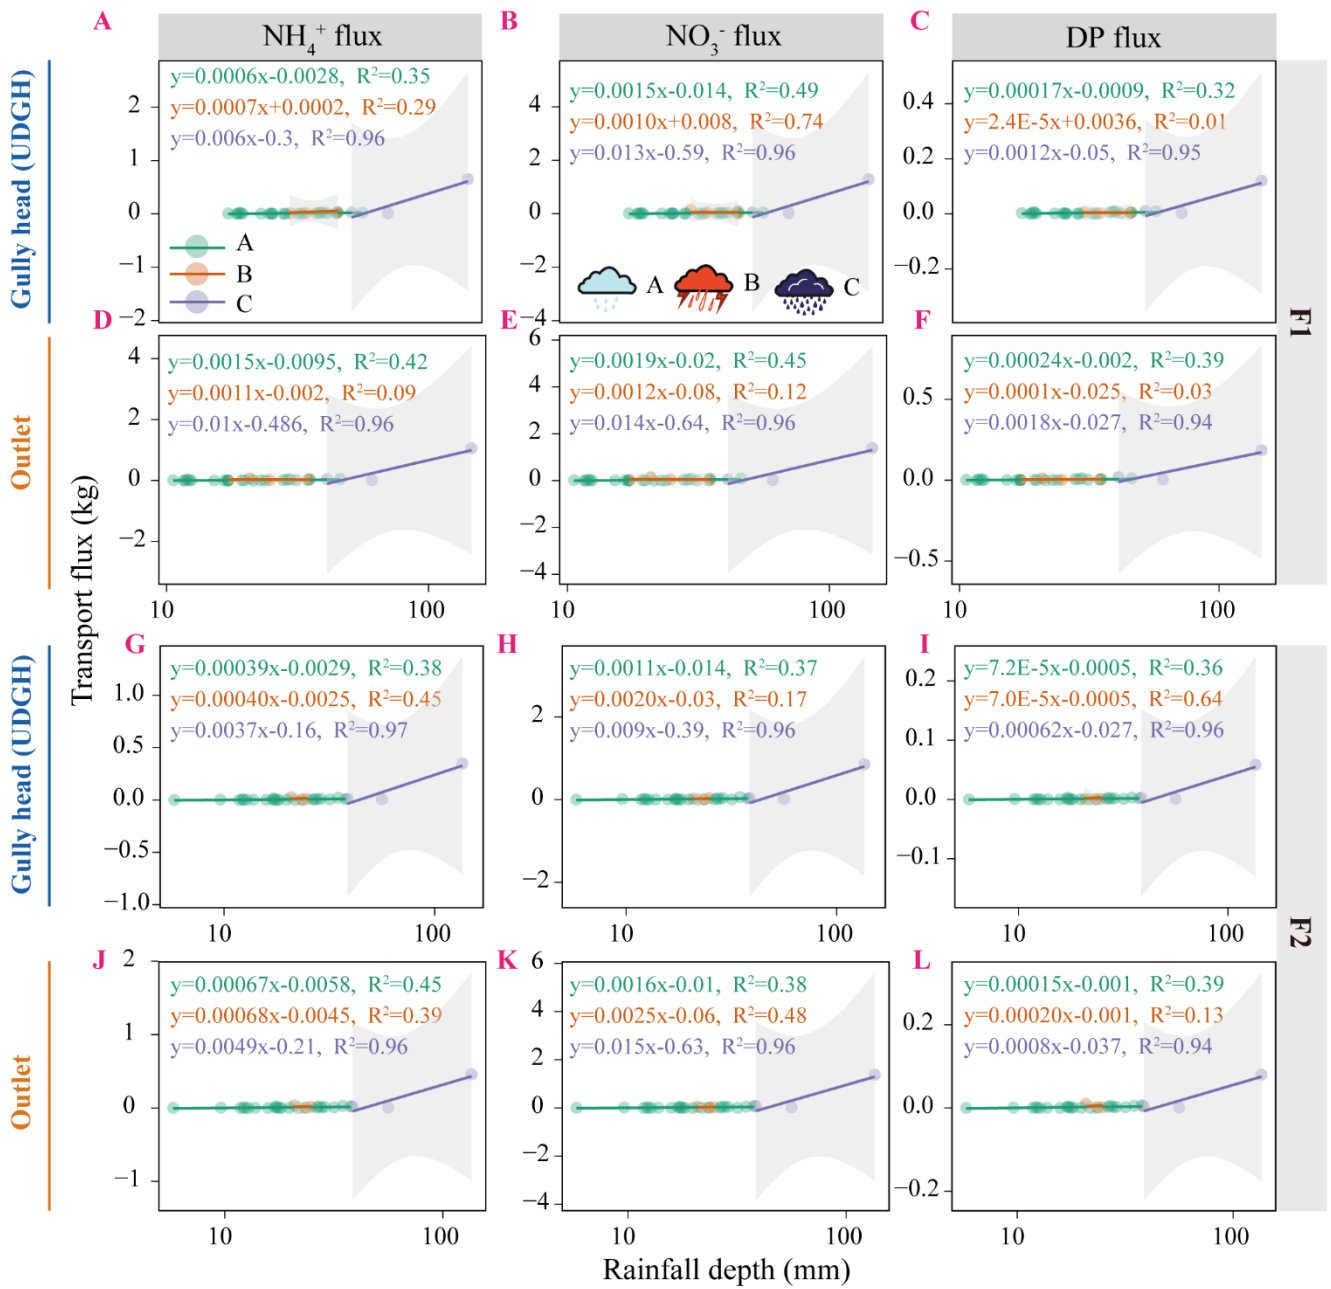 A
NH₄⁺ flux
B
NO₃⁻ flux
C
DP flux
Gully head (UDGH)
Outlet
Gully head (UDGH)
Outlet
Transport flux (kg)
F1
F2
y=0.0006x-0.0028, R²=0.35
y=0.0007x+0.0002, R²=0.29
y=0.006x-0.3, R²=0.96
2
1
0
−1
−2
A
B
C
y=0.0015x-0.014, R²=0.49
y=0.0010x+0.008, R²=0.74
y=0.013x-0.59, R²=0.96
4
2
0
−2
−4
A
B
C
y=0.00017x-0.0009, R²=0.32
y=2.4E-5x+0.0036, R²=0.01
y=0.0012x-0.05, R²=0.95
0.4
0.2
0.0
−0.2
D
y=0.0015x-0.0095, R²=0.42
y=0.0011x-0.002, R²=0.09
y=0.01x-0.486, R²=0.96
4
2
0
−2
10
100
E
y=0.0019x-0.02, R²=0.45
y=0.0012x-0.08, R²=0.12
y=0.014x-0.64, R²=0.96
6
4
2
0
−2
−4
10
100
F
y=0.00024x-0.002, R²=0.39
y=0.0001x-0.025, R²=0.03
y=0.0018x-0.027, R²=0.94
0.5
0.0
−0.5
10
100
G
y=0.00039x-0.0029, R²=0.38
y=0.00040x-0.0025, R²=0.45
y=0.0037x-0.16, R²=0.97
1.0
0.5
0.0
−0.5
−1.0
10
100
H
y=0.0011x-0.014, R²=0.37
y=0.0020x-0.03, R²=0.17
y=0.009x-0.39, R²=0.96
2
0
−2
10
100
I
y=7.2E-5x-0.0005, R²=0.36
y=7.0E-5x-0.0005, R²=0.64
y=0.00062x-0.027, R²=0.96
0.2
0.1
0.0
−0.1
10
100
J
y=0.00067x-0.0058, R²=0.45
y=0.00068x-0.0045, R²=0.39
y=0.0049x-0.21, R²=0.96
2
1
0
−1
10
100
K
y=0.0016x-0.01, R²=0.38
y=0.0025x-0.06, R²=0.48
y=0.015x-0.63, R²=0.96
6
4
2
0
−2
−4
10
100
L
y=0.00015x-0.001, R²=0.39
y=0.00020x-0.001, R²=0.13
y=0.0008x-0.037, R²=0.94
0.2
0.0
−0.2
10
100
Rainfall depth (mm)